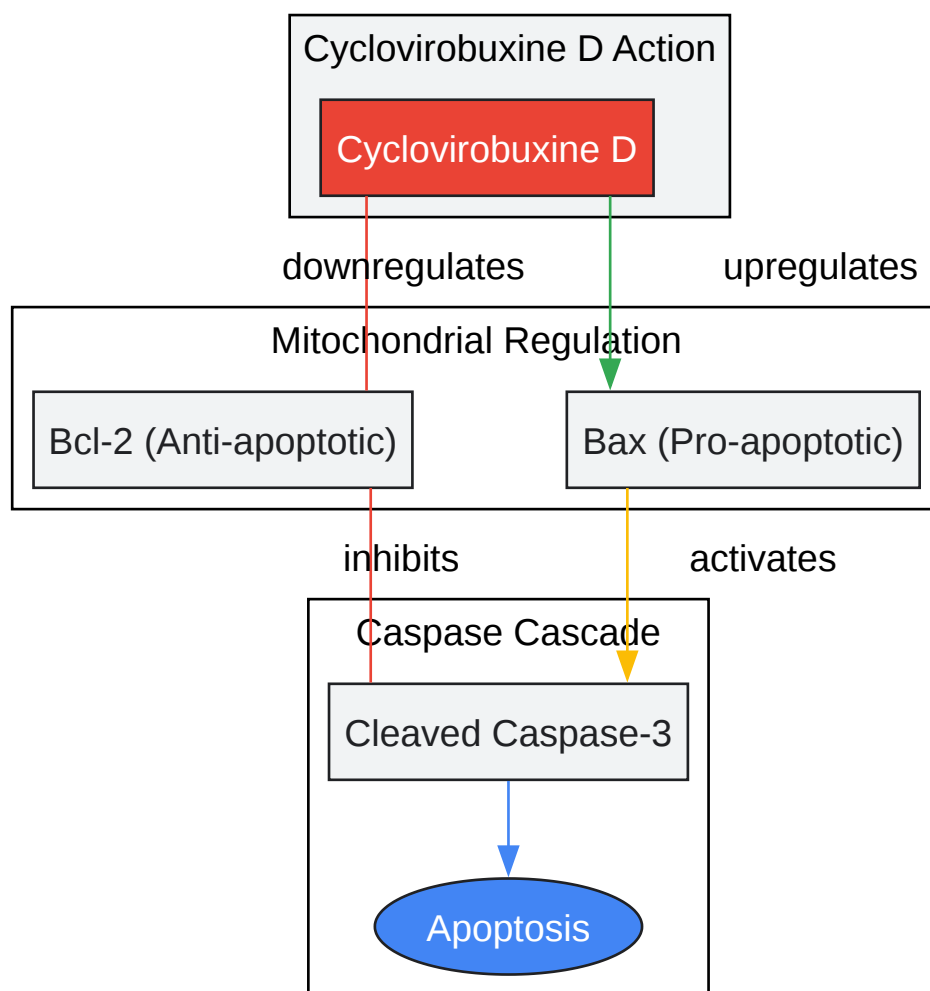 Cyclovirobuxine D Action
Cyclovirobuxine D
downregulates
upregulates
Mitochondrial Regulation
Bcl-2 (Anti-apoptotic)
Bax (Pro-apoptotic)
inhibits
activates
Caspase Cascade
Cleaved Caspase-3
Apoptosis